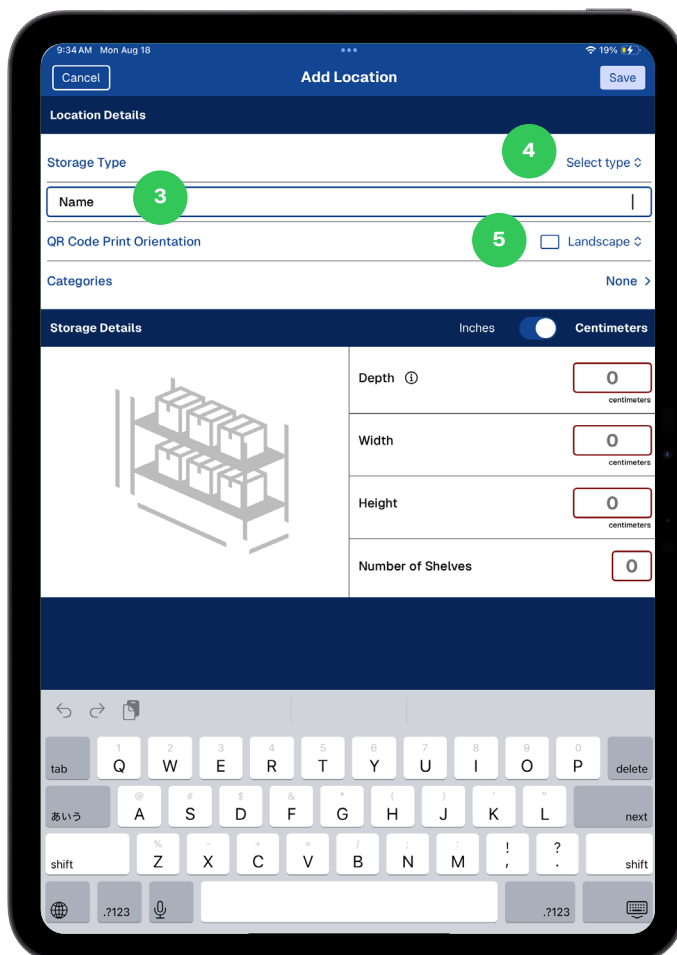 9:34 AM Mon Aug 18 19%
Cancel Add Location Save
Location Details
4
Storage Type Select type
Name 3
QR Code Print Orientation 5 Landscape
Categories None
Storage Details Inches Centimeters
Depth 0
centimeters
Width 0
centimeters
Height 0
centimeters
Number of Shelves 0
1 2 3 4 5 6 7 8 9 0
tab Q W E R T Y U I O P delete
@ # $ & * ( ) ' "
あいう A S D F G H J K L next
% - + = / ; : ! ?
shift Z X C V B N M , . shift
.?123 .?123